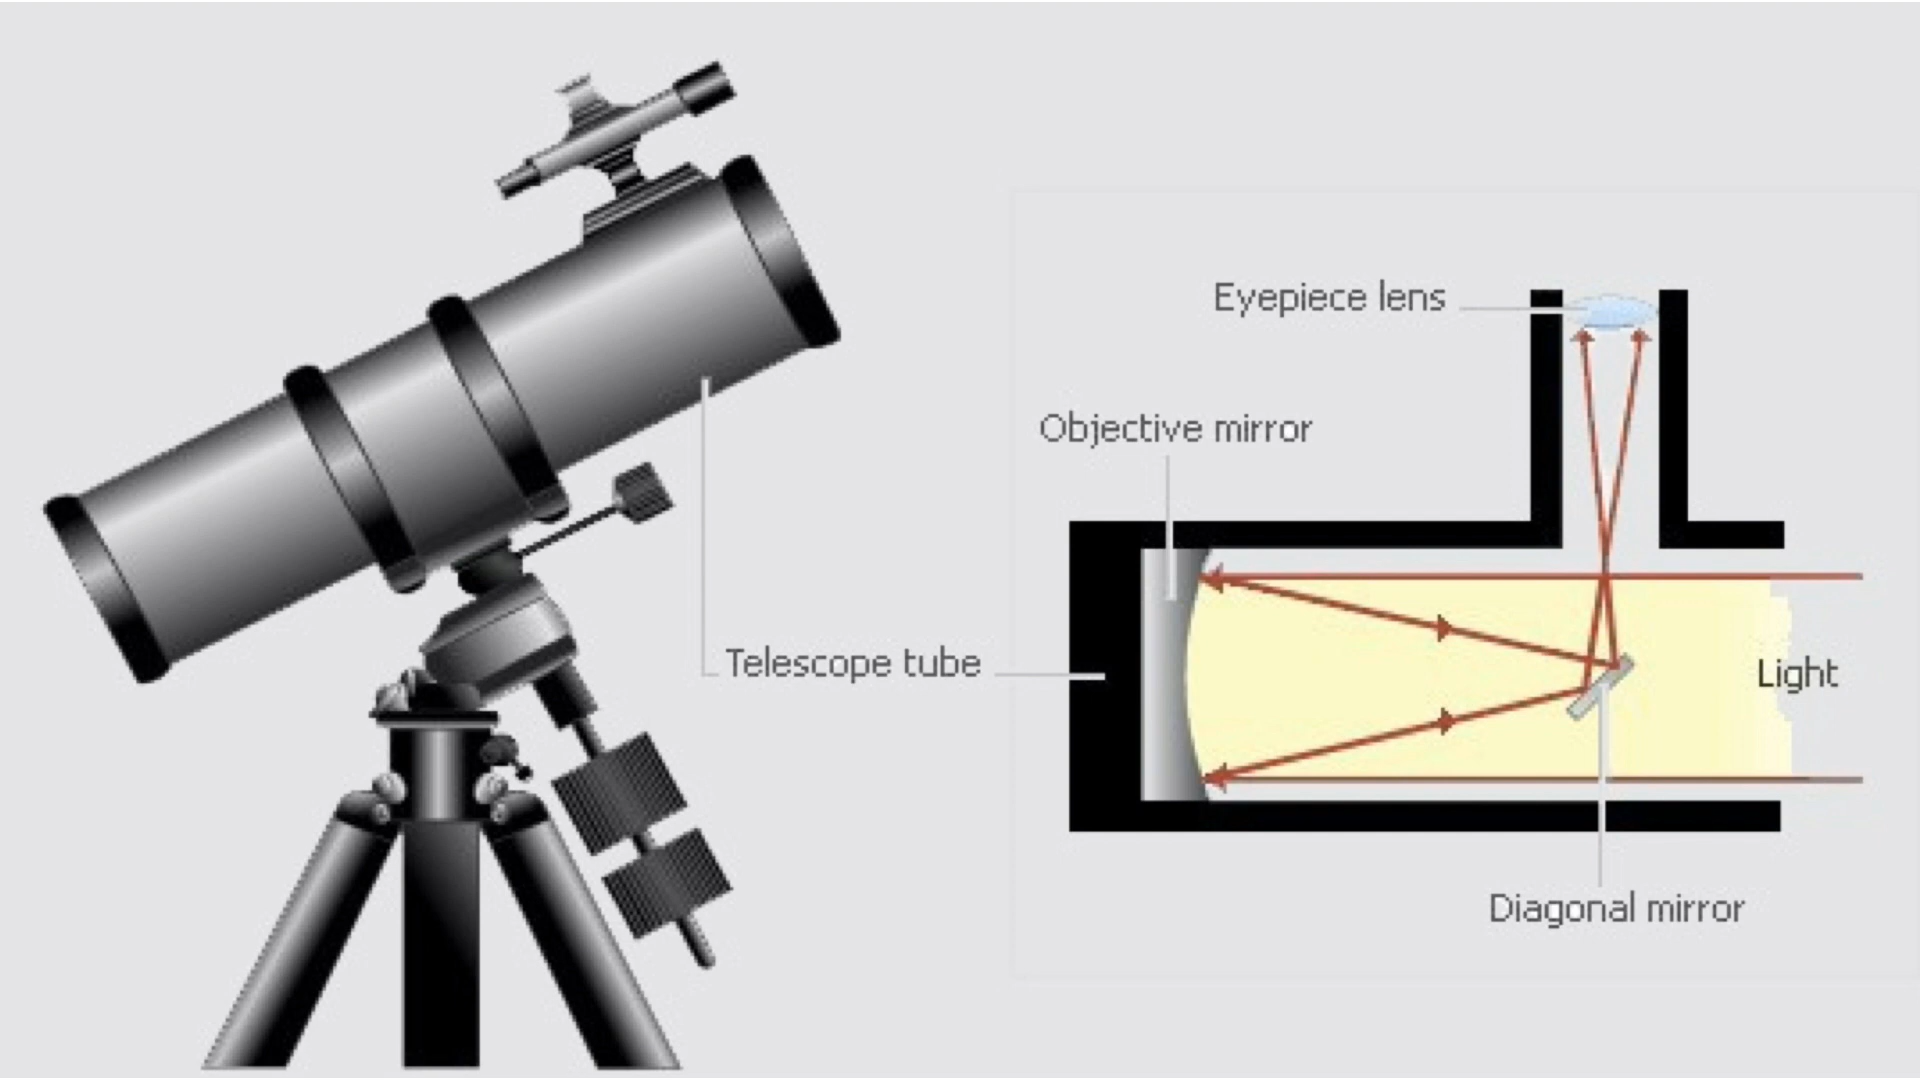 Eyepiece lens
Objective mirror
Telescope tube
Light
Diagonal mirror